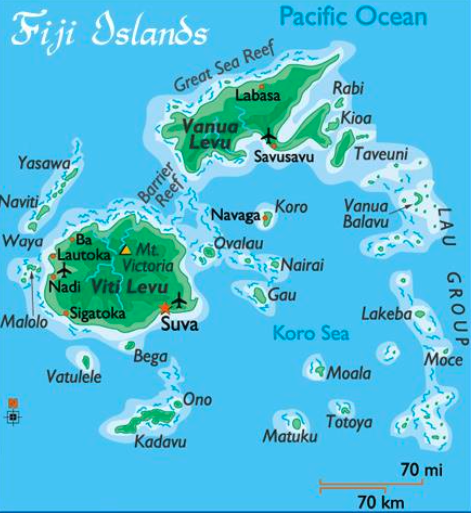 Fiji Islands
Pacific Ocean
Great Sea Reef
Labasa
Rabi
Kioa
Vanua
Levu
Taveuni
Savusavu
Yasawa
Barrier
Reef
Naviti
Navaga
Koro
Vanua
Balavu
LAU GROUP
Waya
Ba
Lautoka
Mt.
Victoria
Ovalau
Nairai
Nadi
Viti Levu
Gau
Malolo
Sigatoka
Suva
Lakeba
Koro Sea
Bega
Moce
Vatulele
Moala
Ono
Kadavu
Matuku
Totoya
70 mi
70 km